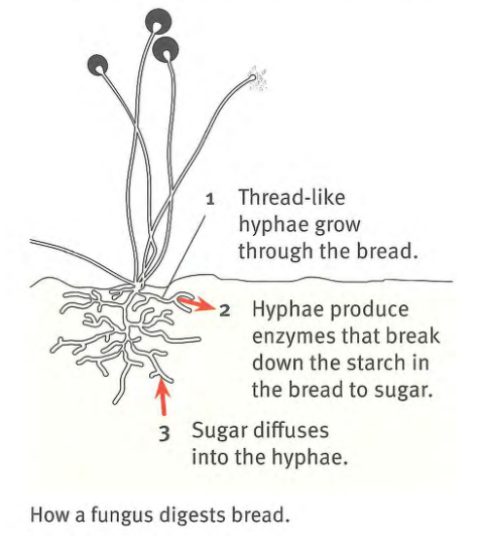 1 Thread-like
hyphae grow
through the bread.
2 Hyphae produce
enzymes that break
down the starch in
the bread to sugar.
3 Sugar diffuses
into the hyphae.
How a fungus digests bread.